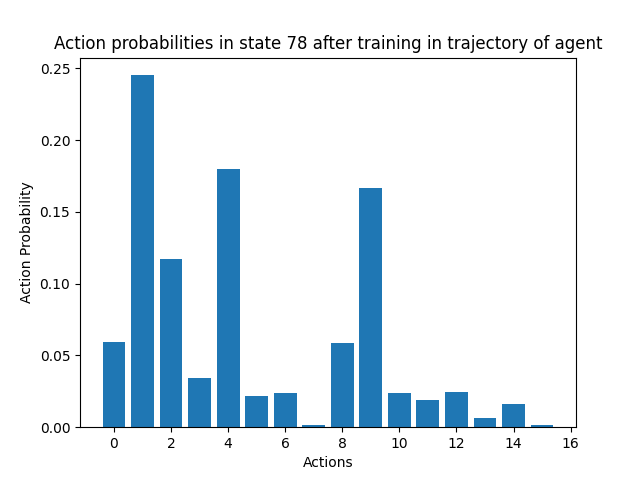 Action probabilities in state 78 after training in trajectory of agent
0.25
0.20
0.15
0.10
0.05
0.00
Action Probability
0 2 4 6 8 10 12 14 16
Actions